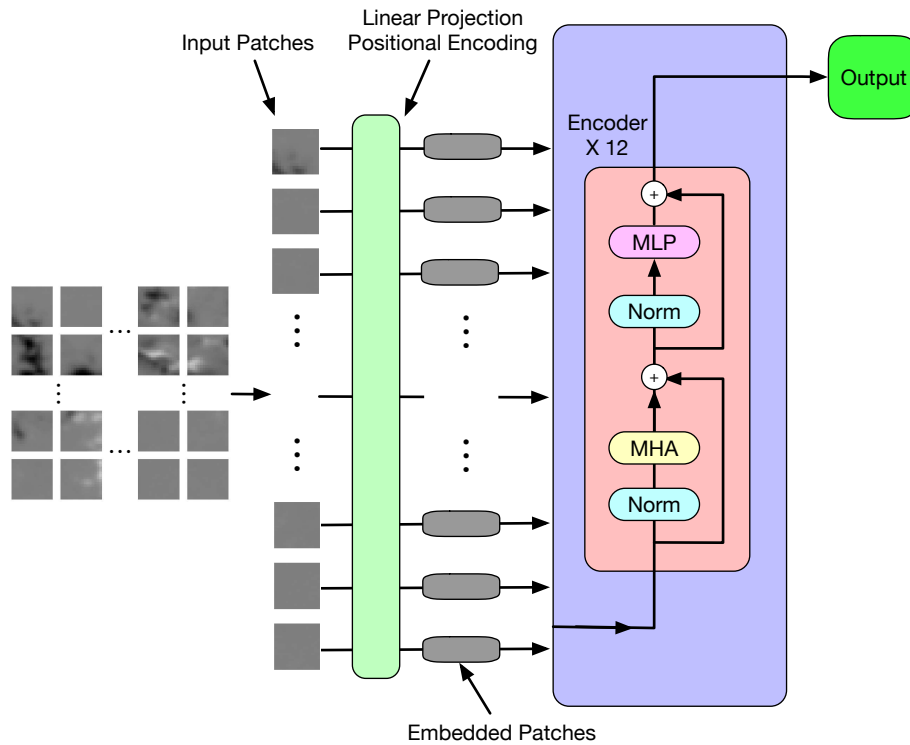 Linear Projection
Positional Encoding
Input Patches
Output
Encoder
X 12
+
MLP
Norm
+
MHA
Norm
Embedded Patches